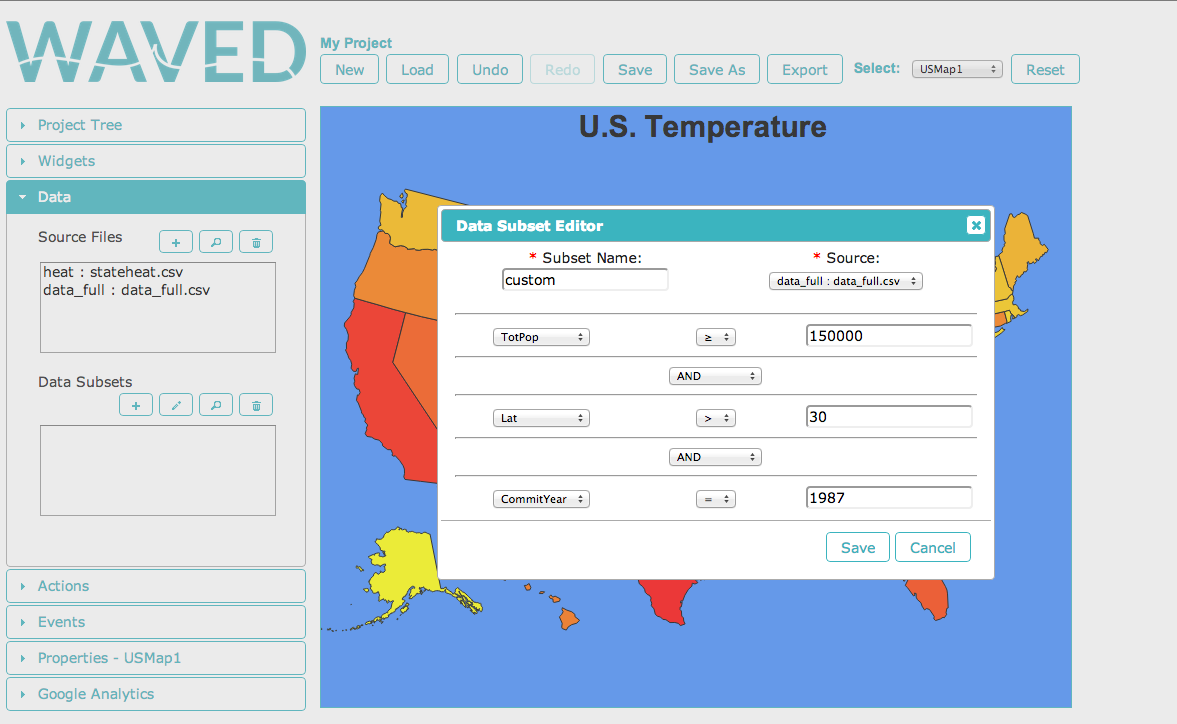 WAVED
My Project
New Load Undo Redo Save Save As Export Select: USMap1 Reset
Project Tree
Widgets
Data
Source Files
heat : stateheat.csv
data_full : data_full.csv
Data Subsets
Actions
Events
Properties - USMap1
Google Analytics
U.S. Temperature
Data Subset Editor
* Subset Name: * Source:
custom data_full : data_full.csv
TotPop ≥ 150000
AND
Lat > 30
AND
CommitYear = 1987
Save Cancel